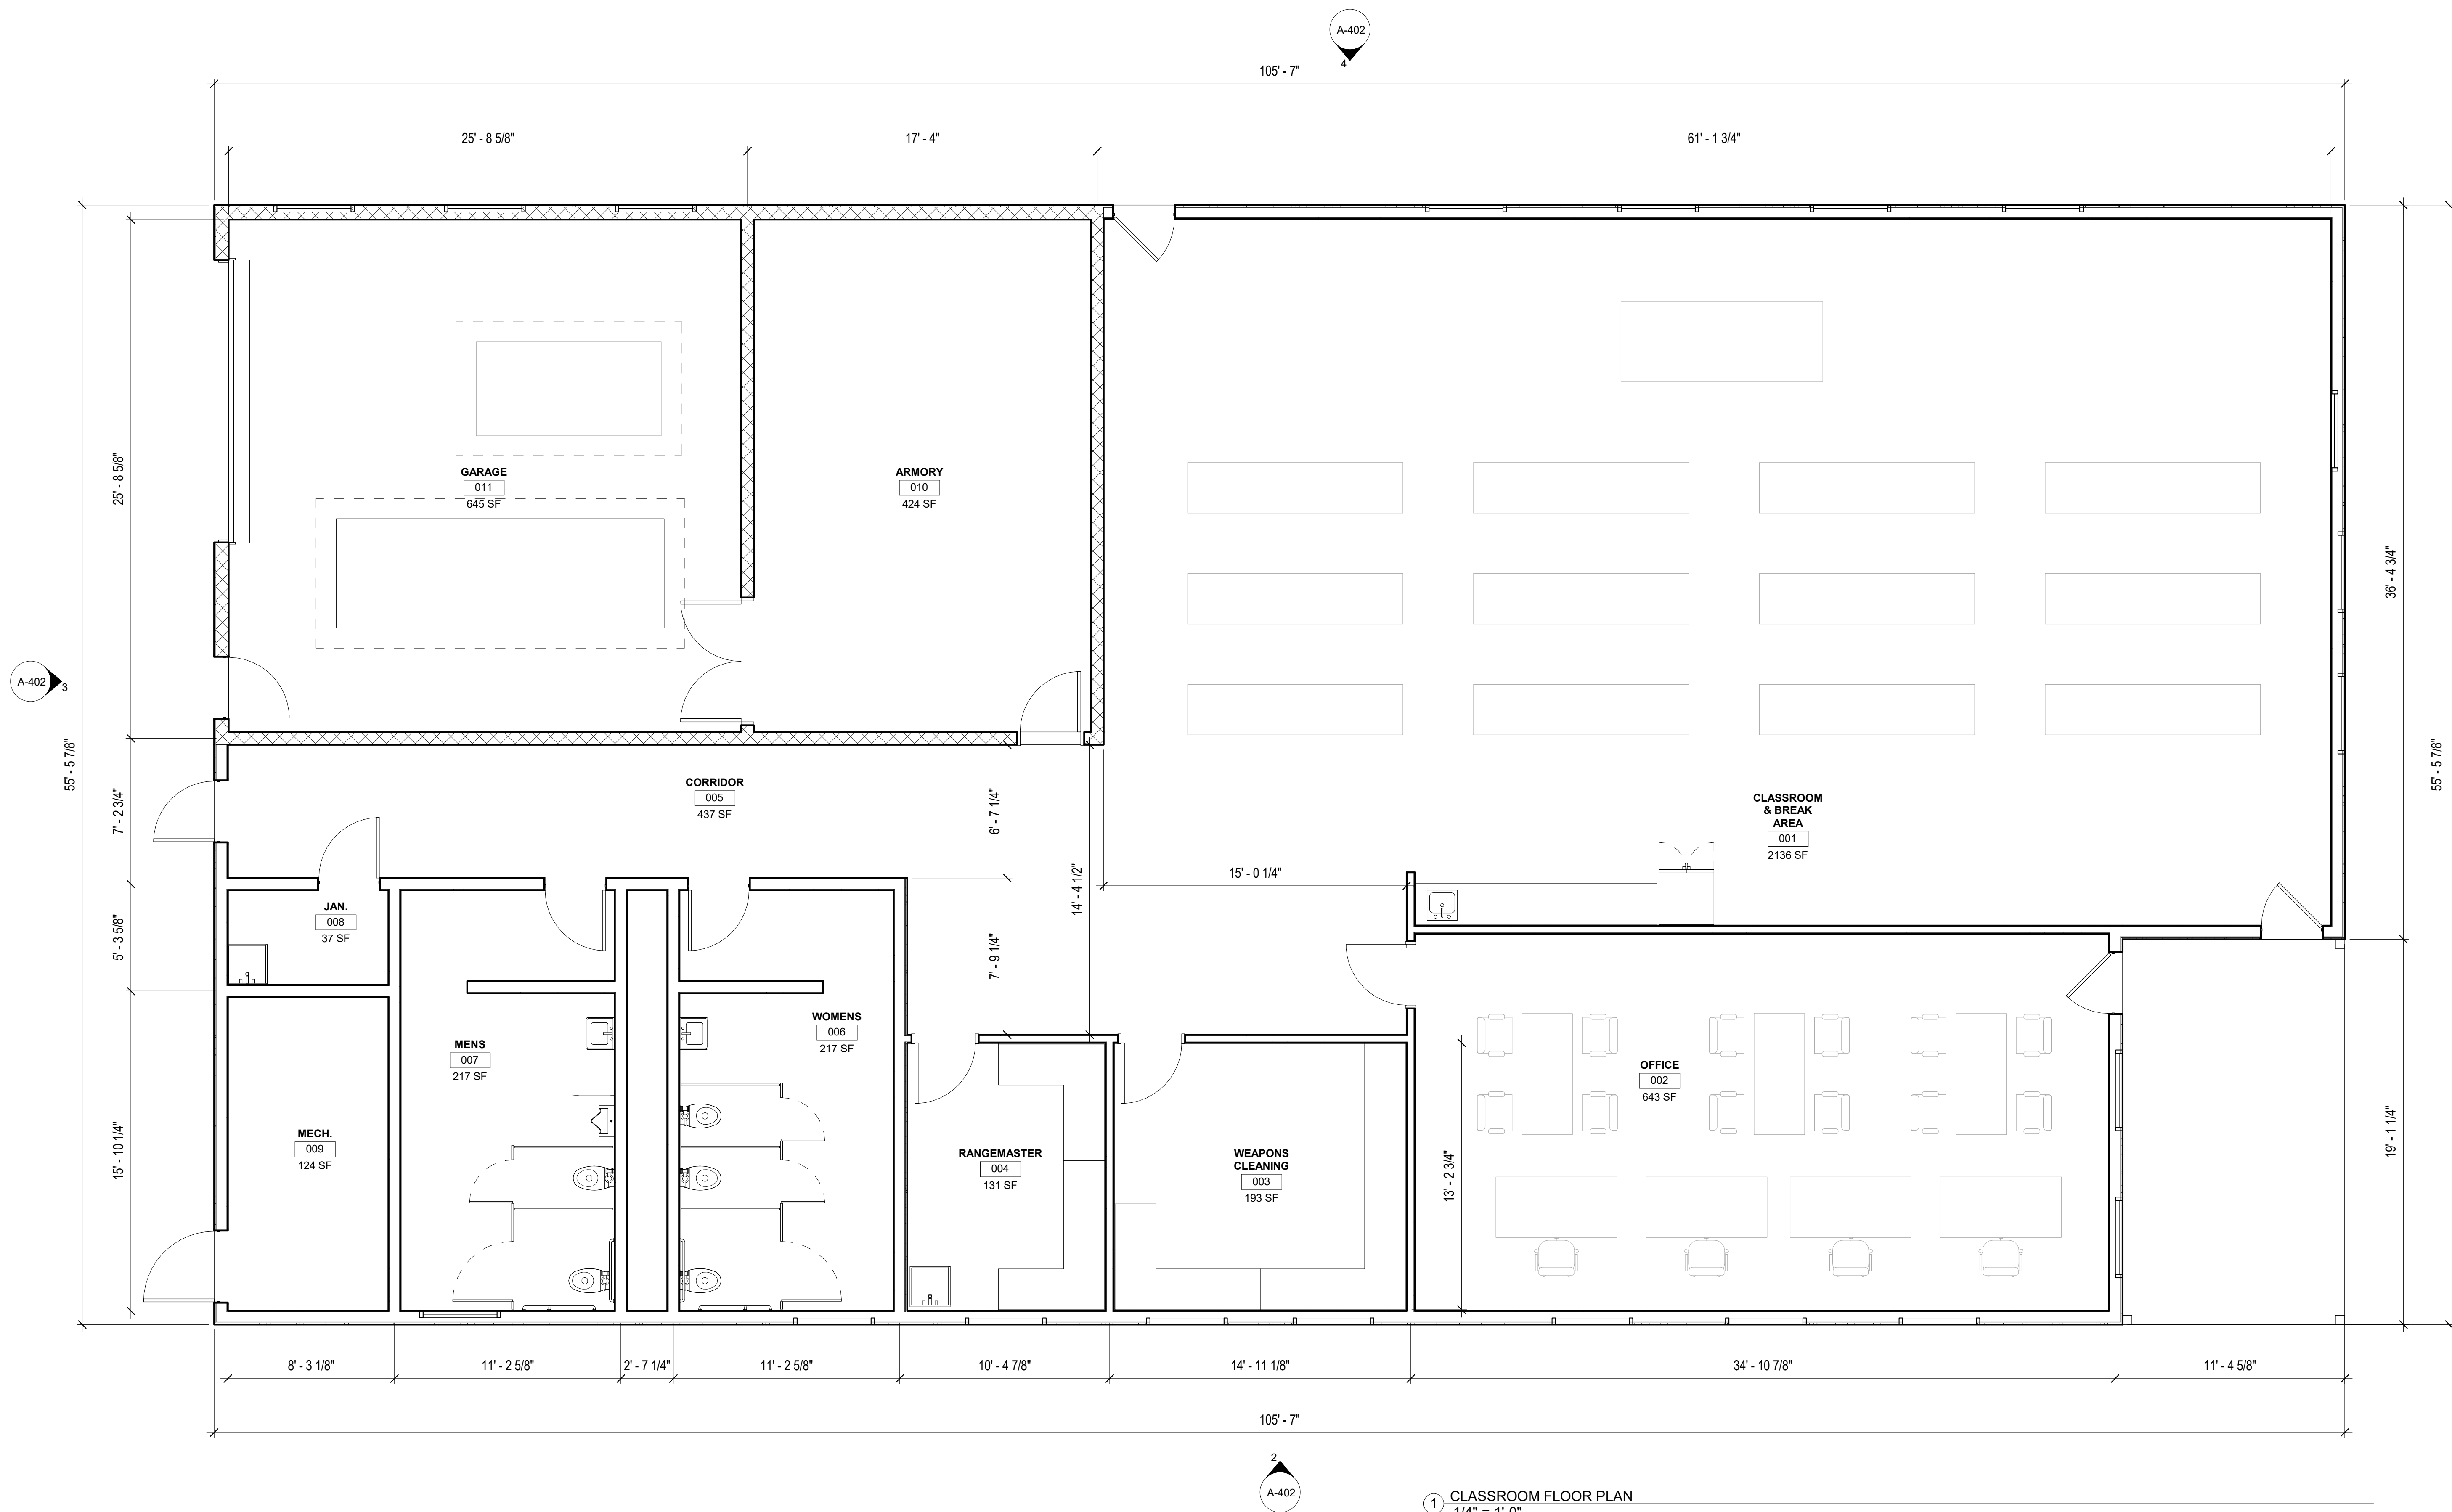 A-402
4
105' - 7"
25' - 8 5/8"
17' - 4"
61' - 1 3/4"
GARAGE
011
645 SF
ARMORY
010
424 SF
25' - 8 5/8"
36' - 4 3/4"
A-402
3
55' - 5 7/8"
55' - 5 7/8"
7' - 2 3/4"
CORRIDOR
005
437 SF
6' - 7 1/4"
CLASSROOM
& BREAK
AREA
001
2136 SF
15' - 0 1/4"
14' - 4 1/2"
5' - 3 5/8"
JAN.
008
37 SF
7' - 9 1/4"
MENS
007
217 SF
WOMENS
006
217 SF
OFFICE
002
643 SF
MECH.
009
124 SF
15' - 10 1/4"
RANGEMASTER
004
131 SF
WEAPONS
CLEANING
003
193 SF
13' - 2 3/4"
19' - 1 1/4"
8' - 3 1/8"
11' - 2 5/8"
2' - 7 1/4"
11' - 2 5/8"
10' - 4 7/8"
14' - 11 1/8"
34' - 10 7/8"
11' - 4 5/8"
105' - 7"
2
A-402
1
CLASSROOM FLOOR PLAN
1/4" = 1'-0"